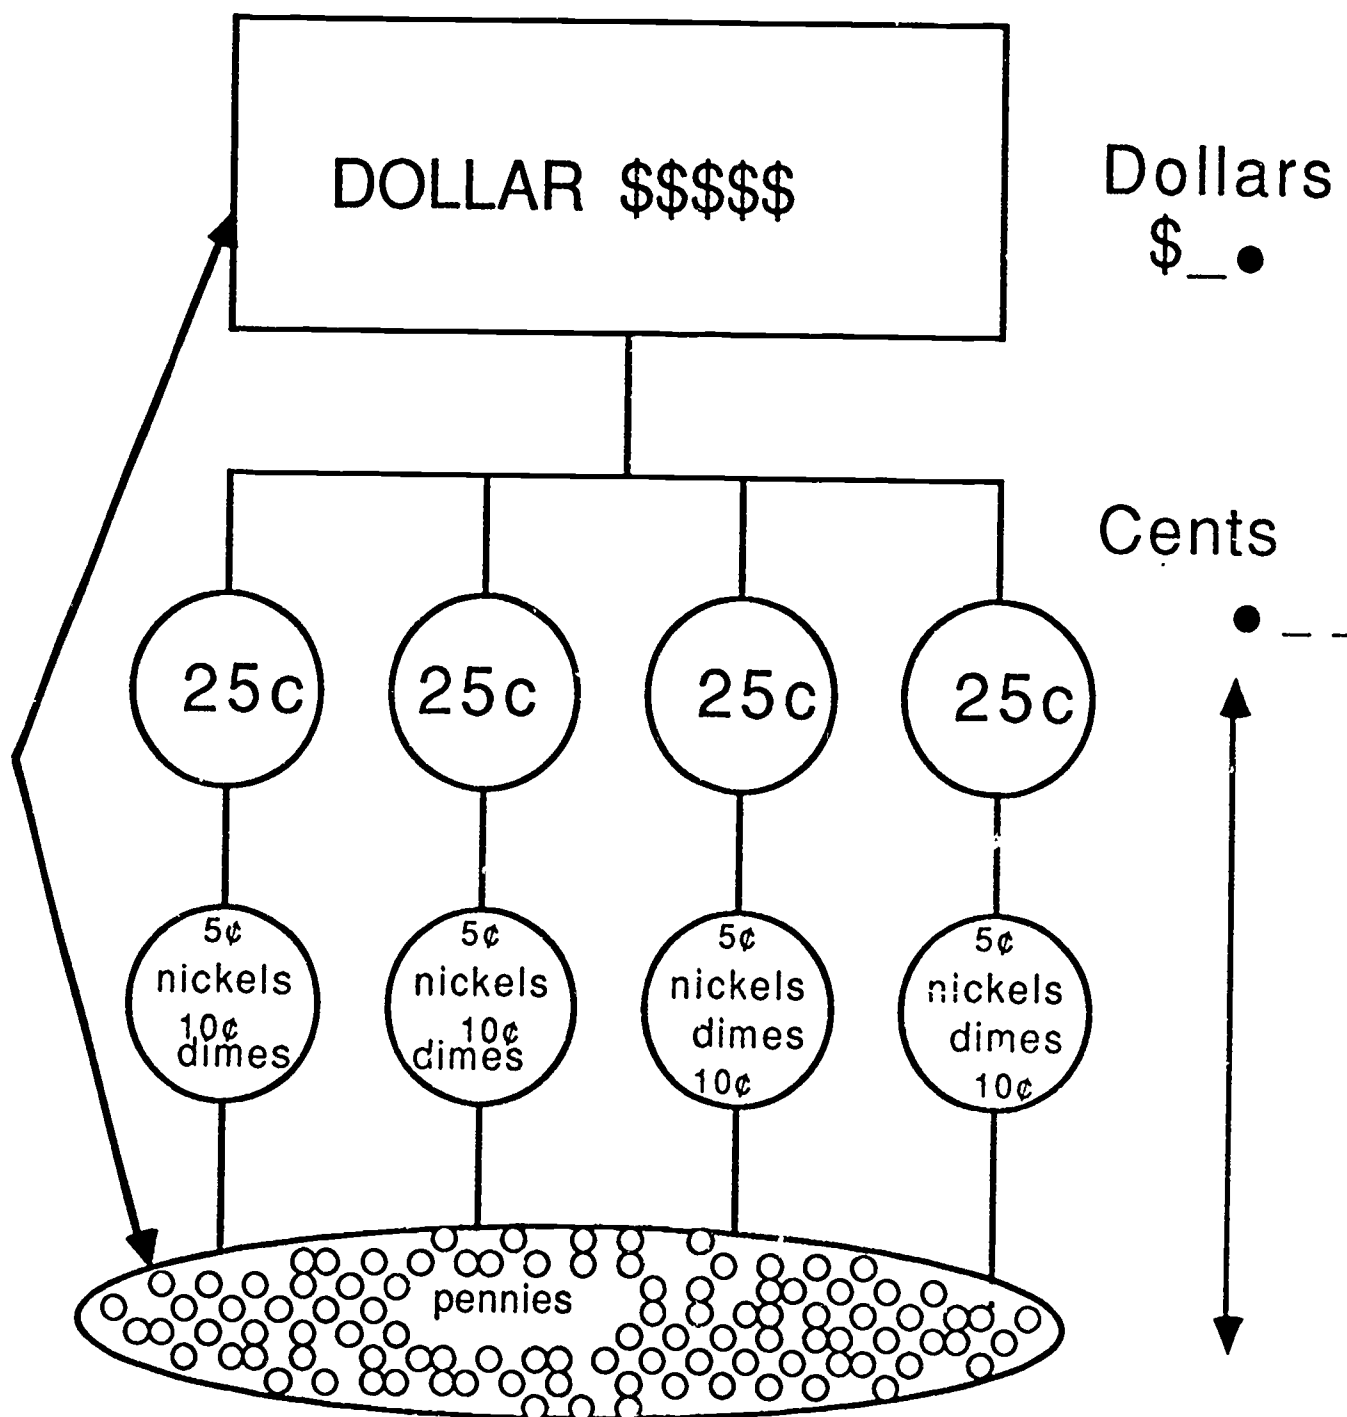 DOLLAR $$$$$
Dollars
$_●
Cents
●_ _
25c
25c
25c
25c
5¢
nickels
10¢
dimes
5¢
nickels
10¢
dimes
5¢
nickels
dimes
10¢
5¢
nickels
dimes
10¢
pennies